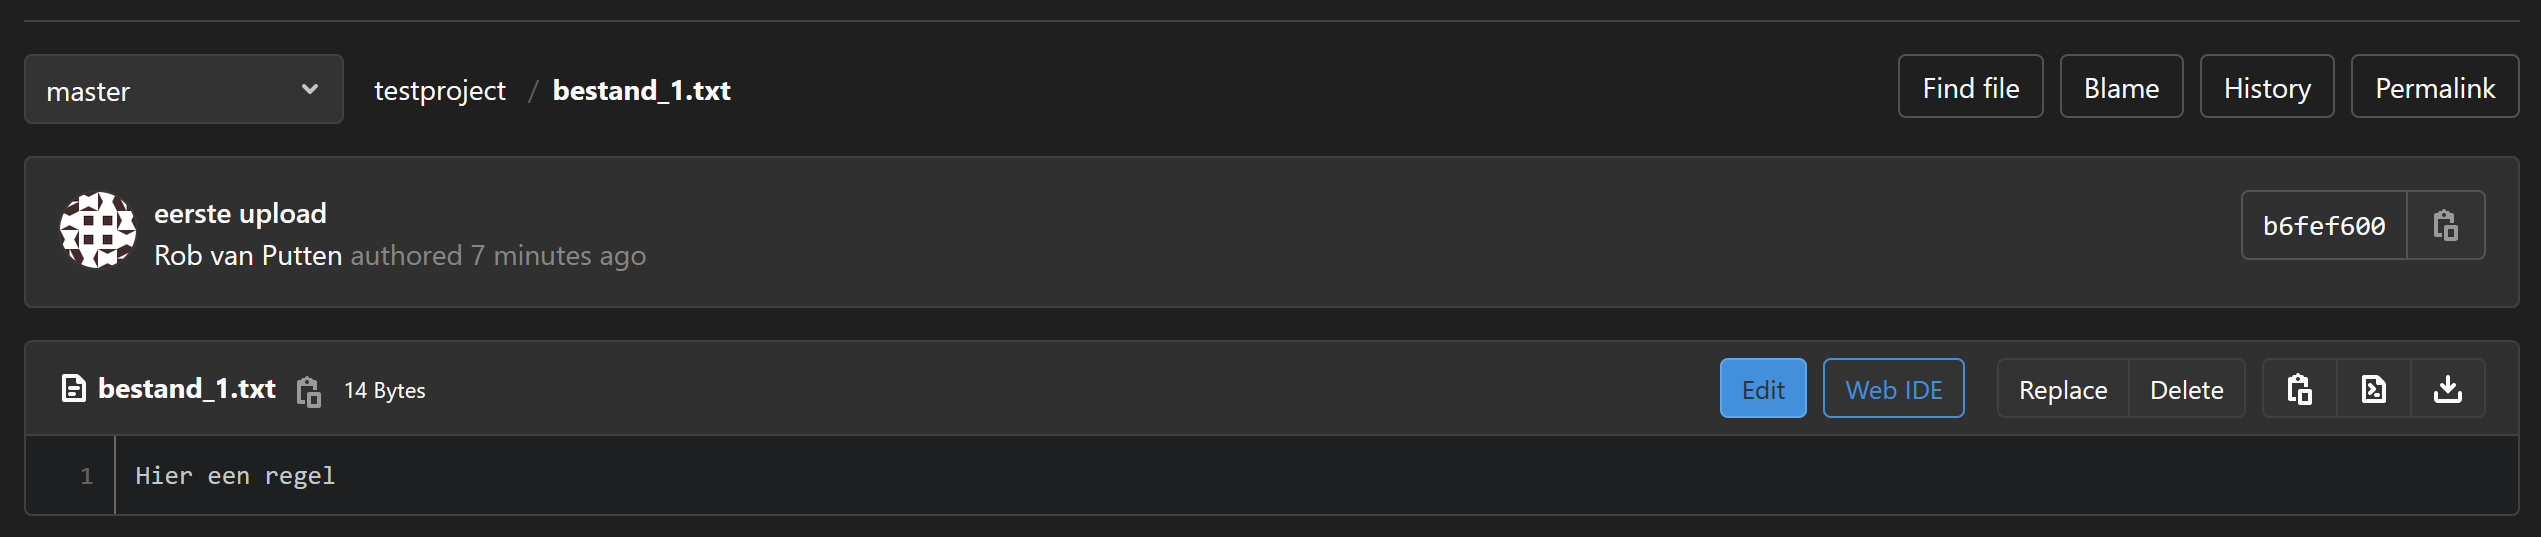 master
testproject / bestand_1.txt
Find file
Blame
History
Permalink
eerste upload
Rob van Putten authored 7 minutes ago
b6fef600
bestand_1.txt 14 Bytes
Edit
Web IDE
Replace
Delete
1 Hier een regel